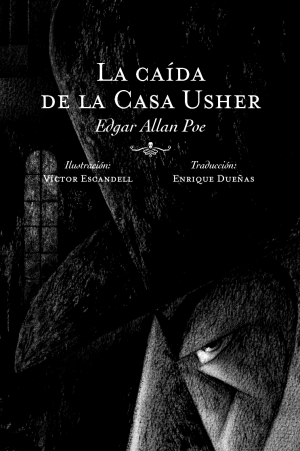 La caída
de la Casa Usher
Edgar Allan Poe
Ilustración:
Víctor Escandell
Traducción:
Enrique Dueñas